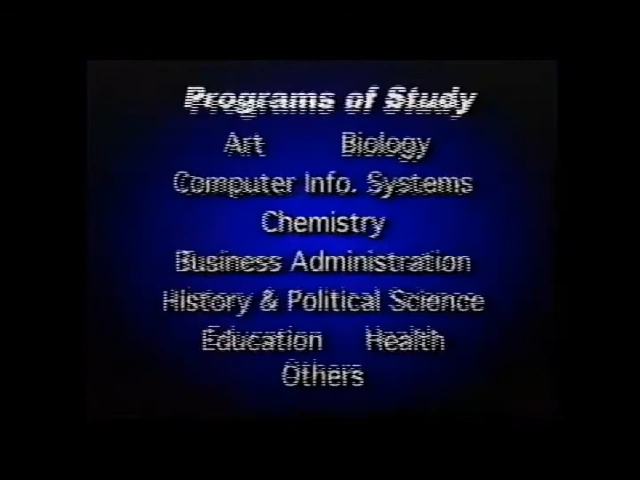 Programs of Study
Art Biology
Computer Info. Systems
Chemistry
Business Administration
History & Political Science
Education Health
Others